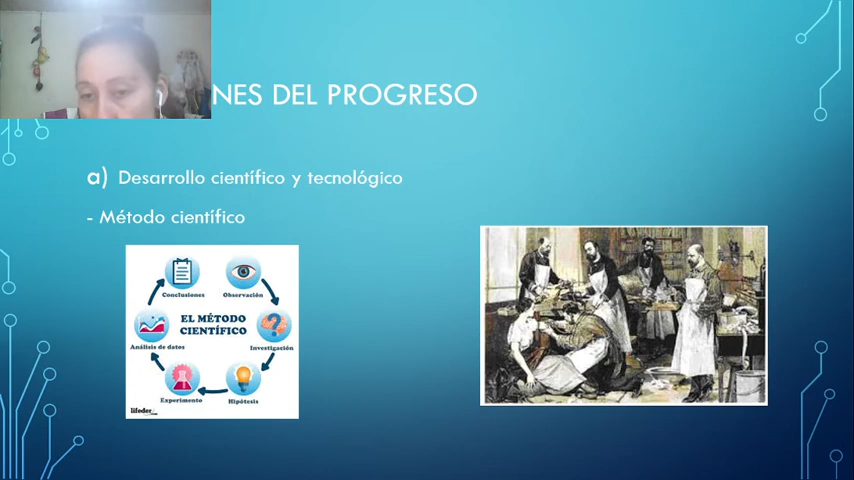 NES DEL PROGRESO
a) Desarrollo científico y tecnológico
- Método científico
Conclusiones
Observación
EL MÉTODO
CIENTÍFICO
Análisis de datos
Investigación
Experimento
Hipótesis
lifeder